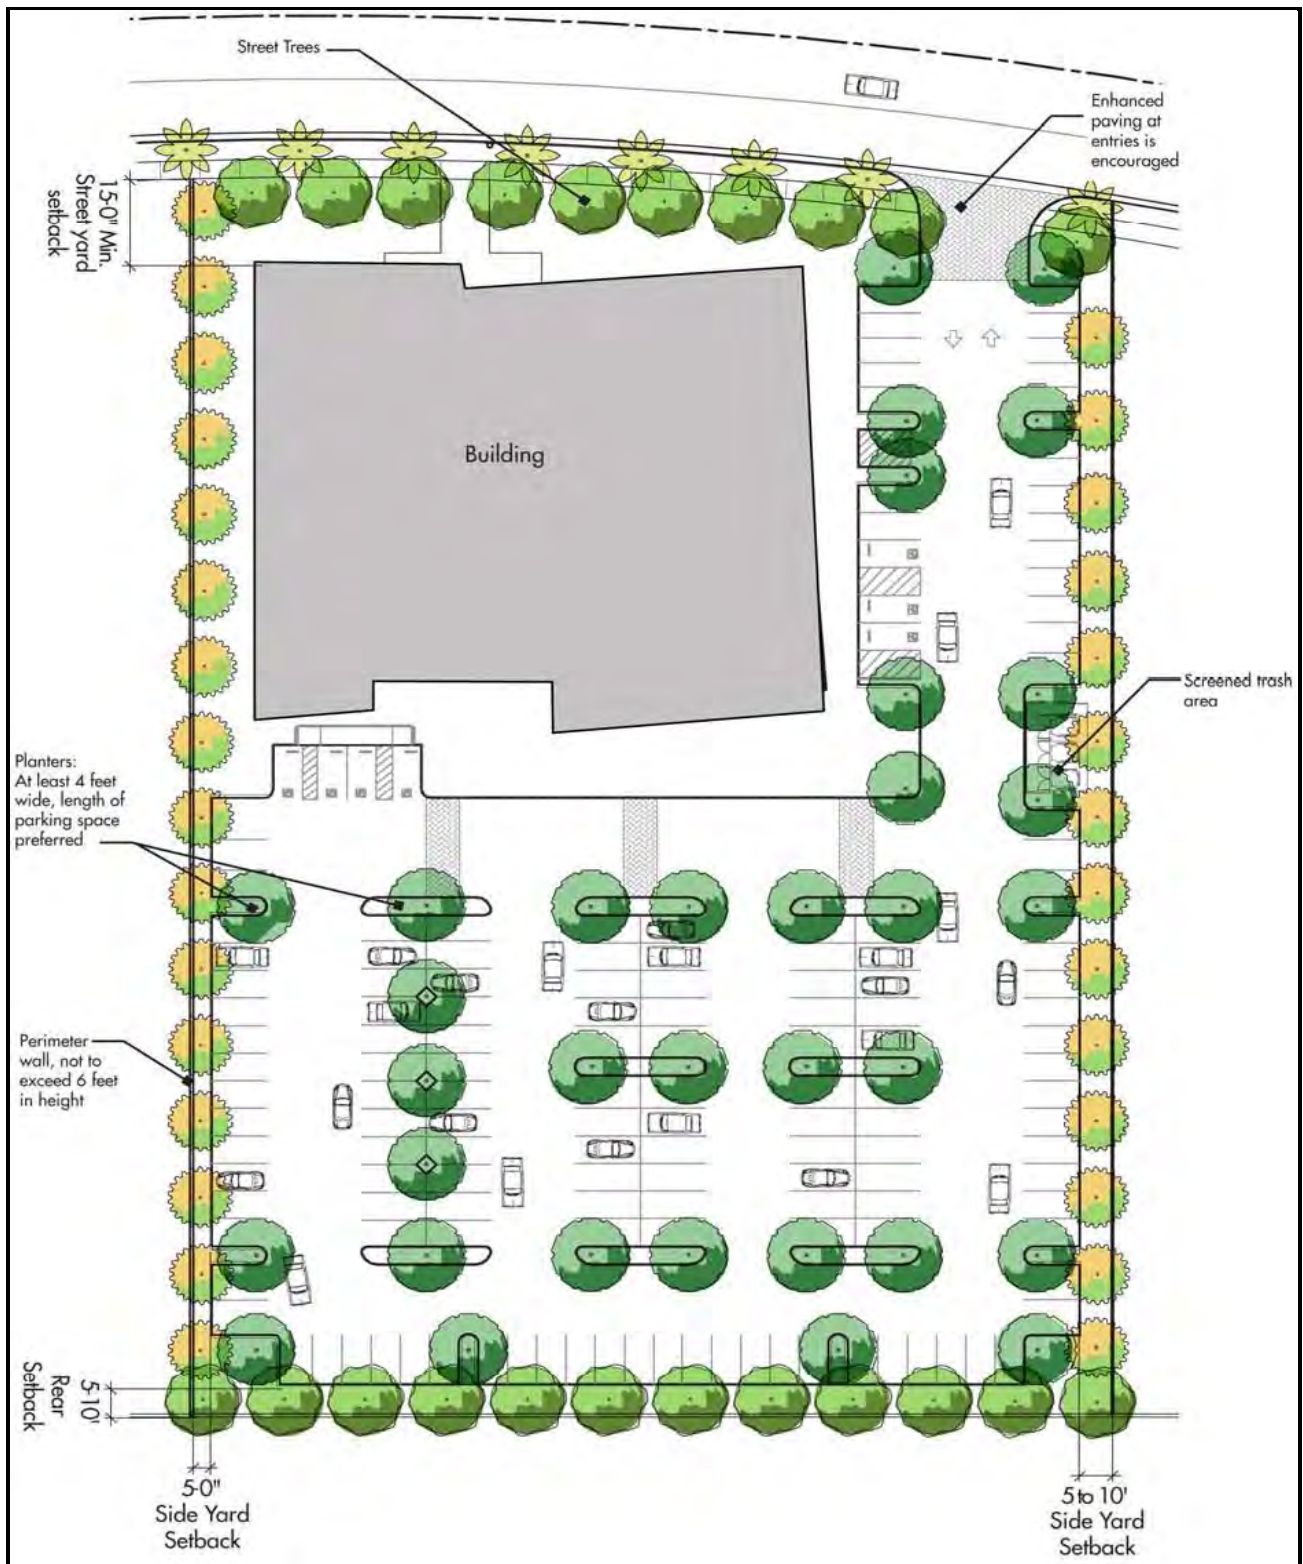 Street Trees
Enhanced
paving at
entries is
encouraged
15-0" Min.
Street yard
setback
Building
Screened trash
area
Planters:
At least 4 feet
wide, length of
parking space
preferred
Perimeter
wall, not to
exceed 6 feet
in height
5-10'
Rear
Setback
5-0"
Side Yard
Setback
5 to 10'
Side Yard
Setback